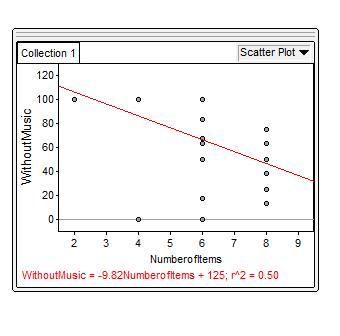 Collection 1
Scatter Plot
WithoutMusic
120
100
80
60
40
20
0
2 3 4 5 6 7 8 9
NumberofItems
WithoutMusic = -9.82NumberofItems + 125; r^2 = 0.50